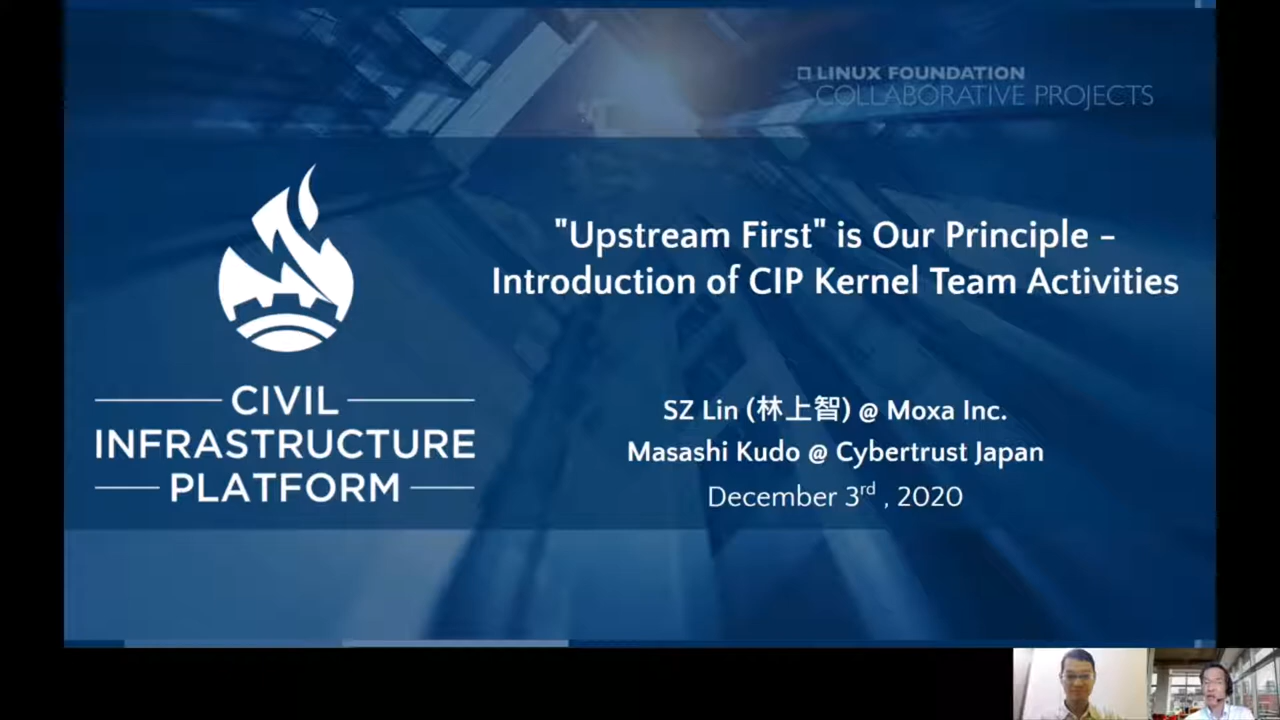 LINUX FOUNDATION
COLLABORATIVE PROJECTS
"Upstream First" is Our Principle –
Introduction of CIP Kernel Team Activities
CIVIL
INFRASTRUCTURE
PLATFORM
SZ Lin (林上智) @ Moxa Inc.
Masashi Kudo @ Cybertrust Japan
December 3rd , 2020